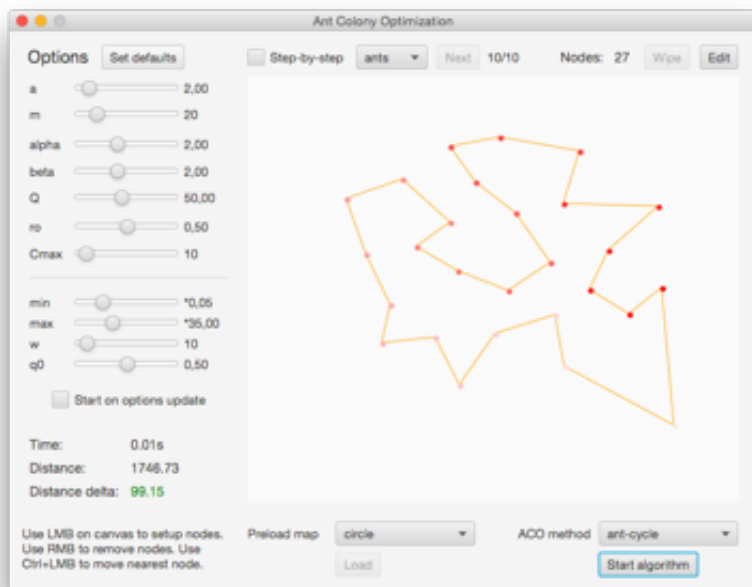 Ant Colony Optimization
Options
Set defaults
Step-by-step
ants
Next
10/10
Nodes: 27
Wipe
Edit
a 2,00
m 20
alpha 2,00
beta 2,00
Q 50,00
ro 0,50
Cmax 10
min *0,05
max *35,00
w 10
q0 0,50
Start on options update
Time: 0.01s
Distance: 1746.73
Distance delta: 99.15
Use LMB on canvas to setup nodes.
Use RMB to remove nodes. Use
Ctrl+LMB to move nearest node.
Preload map
circle
Load
ACO method
ant-cycle
Start algorithm